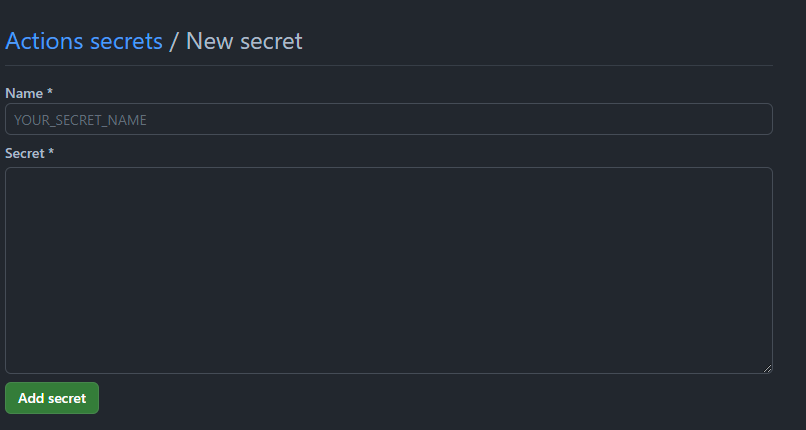 Actions secrets / New secret
Name *
YOUR_SECRET_NAME
Secret *
Add secret